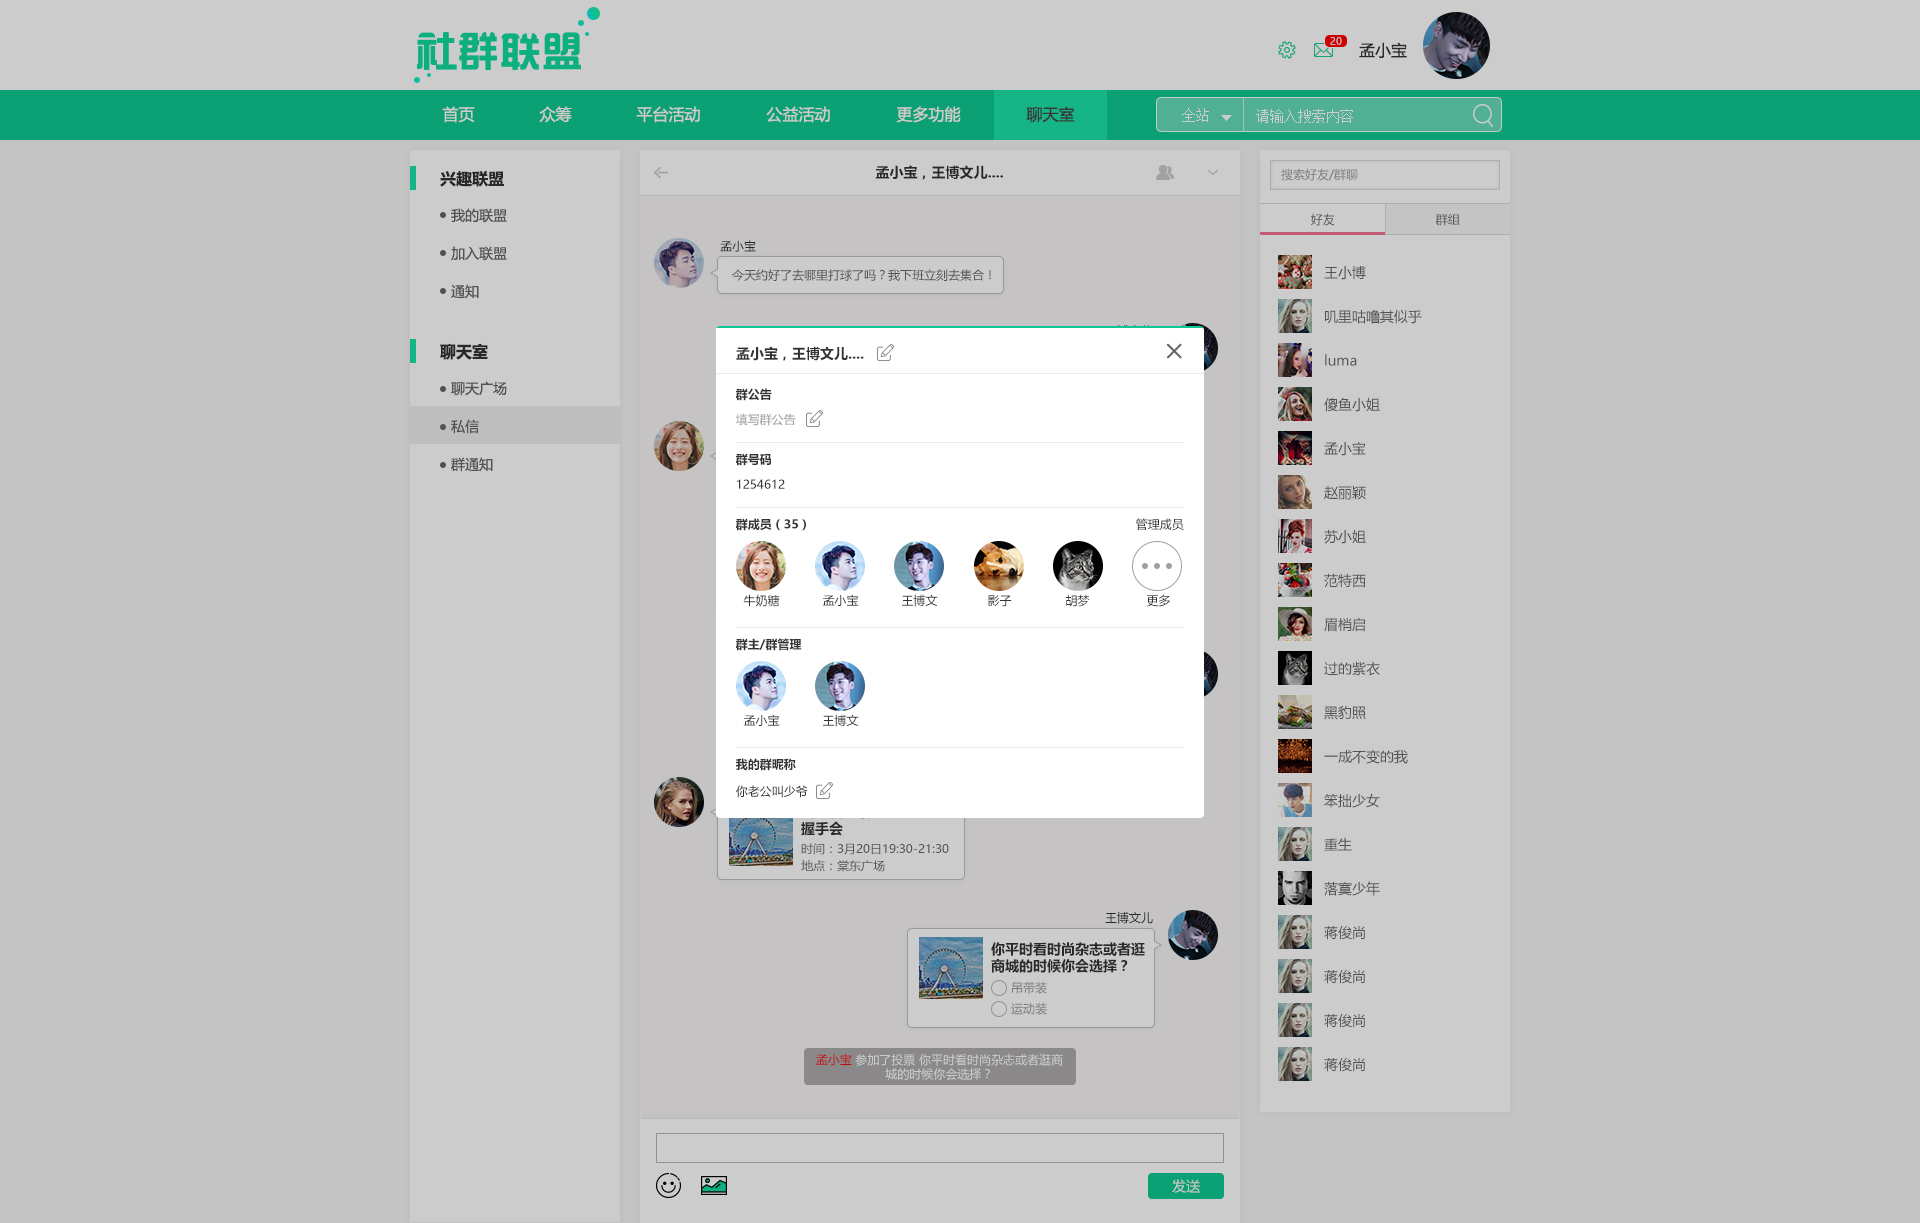 社群联盟
20
孟小宝
首页
众筹
平台活动
公益活动
更多功能
聊天室
全站
请输入搜索内容
兴趣联盟
我的联盟
加入联盟
通知
聊天室
聊天广场
私信
群通知
孟小宝，王博文儿....
孟小宝
今天约好了去哪里打球了吗？我下班立刻去集合！
孟小宝，王博文儿....
群公告
填写群公告
群号码
1254612
群成员（35）
管理成员
牛奶糖
孟小宝
王博文
影子
胡梦
更多
群主/群管理
孟小宝
王博文
我的群昵称
你老公叫少爷
握手会
时间：3月20日19:30-21:30
地点：棠东广场
王博文儿
你平时看时尚杂志或者逛
商城的时候你会选择？
吊带装
运动装
孟小宝 参加了投票 你平时看时尚杂志或者逛商
城的时候你会选择？
发送
搜索好友/群聊
好友
群组
王小博
叽里咕噜其似乎
luma
傻鱼小姐
孟小宝
赵丽颖
苏小姐
范特西
眉梢启
过的紫衣
黑豹照
一成不变的我
笨拙少女
重生
落寞少年
蒋俊尚
蒋俊尚
蒋俊尚
蒋俊尚